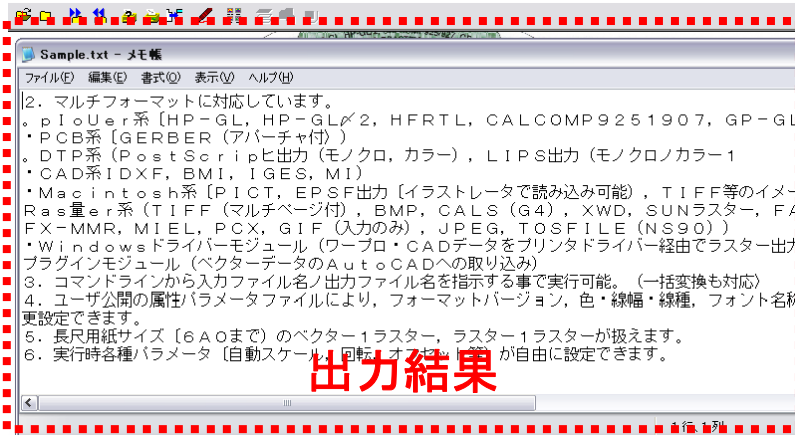 Sample.txt - メモ帳
ファイル(F) 編集(E) 書式(O) 表示(V) ヘルプ(H)
2．マルチフォーマットに対応しています。
。ｐＩｏＵｅｒ系〔ＨＰ－ＧＬ，ＨＰ－ＧＬ〆２，ＨＦＲＴＬ，ＣＡＬＣＯＭＰ９２５１９０７，ＧＰ－ＧＬ
・ＰＣＢ系〔ＧＥＲＢＥＲ（アパーチャ付〉）
。ＤＴＰ系（ＰｏｓｔＳｃｒｉｐヒ出力（モノクロ，カラー），ＬＩＰＳ出力（モノクロノカラー１
・ＣＡＤ系ＩＤＸＦ，ＢＭＩ，ＩＧＥＳ，ＭＩ）
・Ｍａｃｉｎｔｏｓｈ系〔ＰＩＣＴ，ＥＰＳＦ出力〔イラストレータで読み込み可能），ＴＩＦＦ等のイメー
Ｒａｓ量ｅｒ系（ＴＩＦＦ（マルチページ付），ＢＭＰ，ＣＡＬＳ（Ｇ４），ＸＷＤ，ＳＵＮラスター，ＦＡ
ＦＸ－ＭＭＲ，ＭＩＥＬ，ＰＣＸ，ＧＩＦ（入力のみ），ＪＰＥＧ，ＴＯＳＦＩＬＥ（ＮＳ９０））
・Ｗｉｎｄｏｗｓドライバーモジュール（ワープロ・ＣＡＤデータをプリンタドライバー経由でラスター出力
プラグインモジュール（ベクターデータのＡｕｔｏＣＡＤへの取り込み）
３．コマンドラインから入力ファイル名ノ出力ファイル名を指示する事で実行可能。（一括変換も対応〉
４．ユーザ公開の属性パラメータファイルにより，フォーマットバージョン，色・線幅・線種，フォント名称
更設定できます。
５．長尺用紙サイズ〔６ＡＯまで）のベクター１ラスター，ラスター１ラスターが扱えます。
６．実行時各種パラメータ〔自動スケール，回転，オフセット等）が自由に設定できます。
出力結果
1 行, 1 列